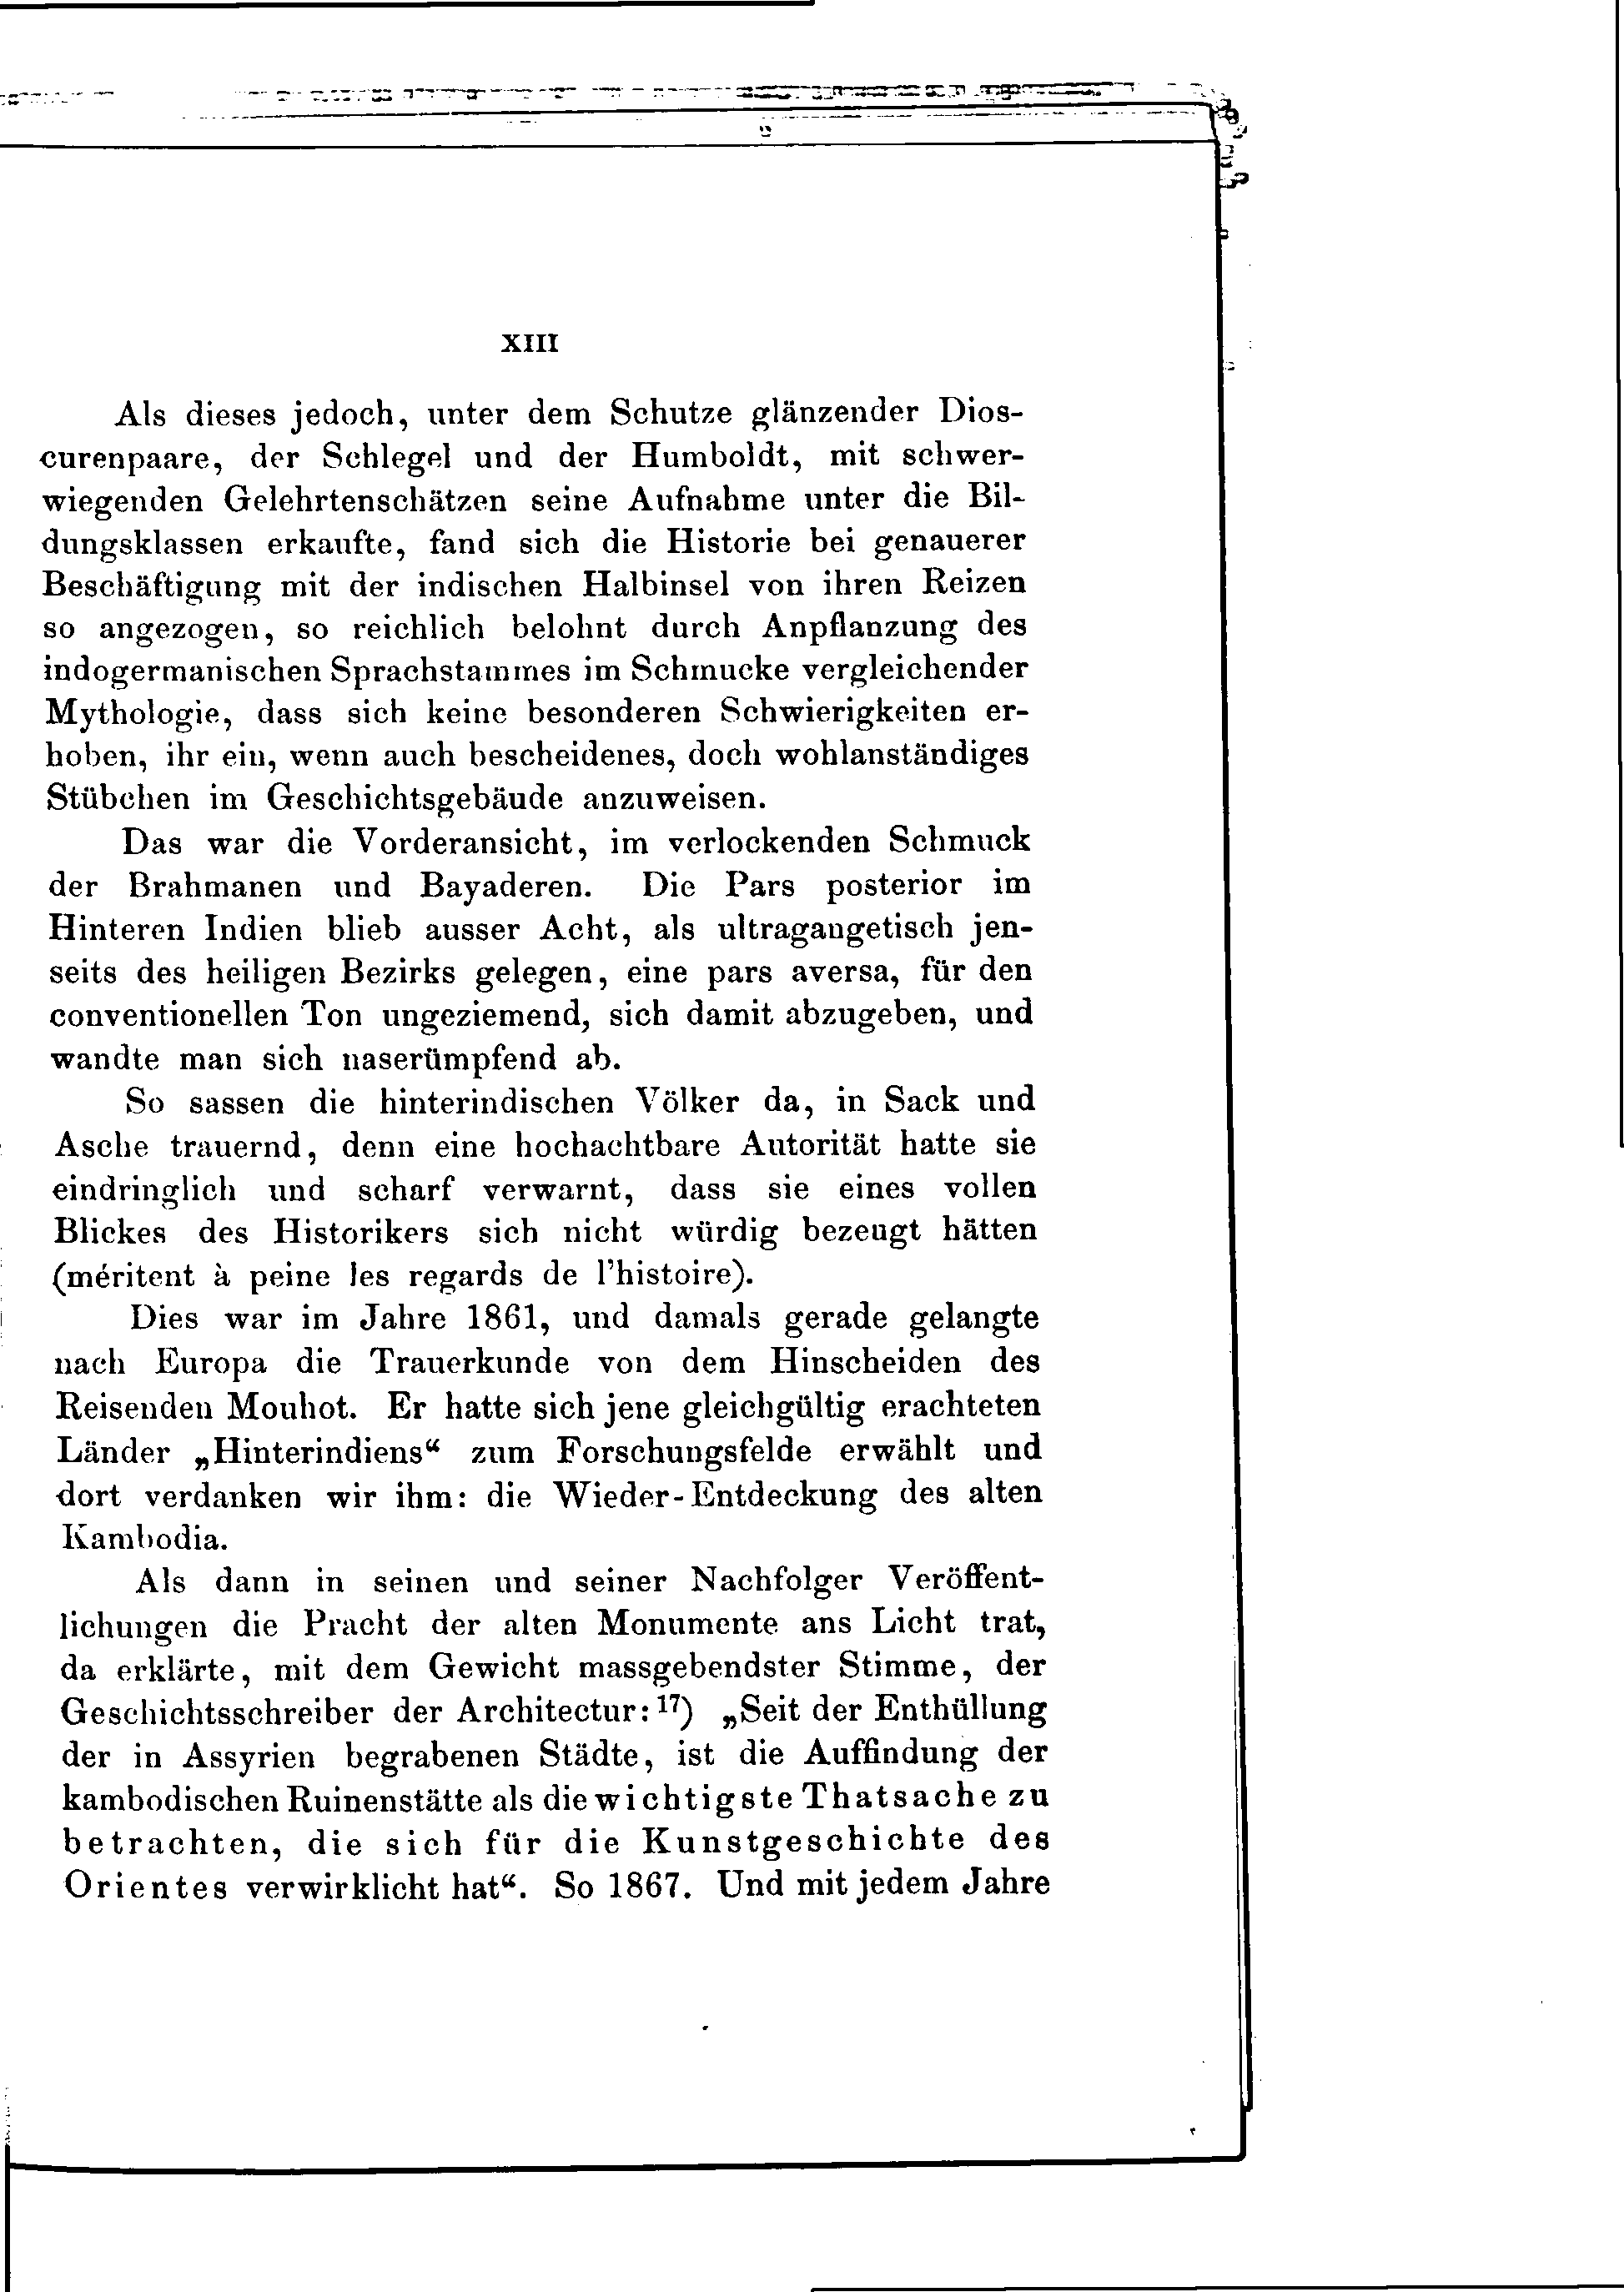 XIII
Als dieses jedoch, unter dem Schutze glänzender Dios-
curenpaare, der Schlegel und der Humboldt, mit schwer-
wiegenden Gelehrtenschätzen seine Aufnahme unter die Bil-
dungsklassen erkaufte, fand sich die Historie bei genauerer
Beschäftigung mit der indischen Halbinsel von ihren Reizen
so angezogen, so reichlich belohnt durch Anpflanzung des
indogermanischen Sprachstammes im Schmucke vergleichender
Mythologie, dass sich keine besonderen Schwierigkeiten er-
hoben, ihr ein, wenn auch bescheidenes, doch wohlanständiges
Stübchen im Geschichtsgebäude anzuweisen.
Das war die Vorderansicht, im verlockenden Schmuck
der Brahmanen und Bayaderen. Die Pars posterior im
Hinteren Indien blieb ausser Acht, als ultragangetisch jen-
seits des heiligen Bezirks gelegen, eine pars aversa, für den
conventionellen Ton ungeziemend, sich damit abzugeben, und
wandte man sich naserümpfend ab.
So sassen die hinterindischen Völker da, in Sack und
Asche trauernd, denn eine hochachtbare Autorität hatte sie
eindringlich und scharf verwarnt, dass sie eines vollen
Blickes des Historikers sich nicht würdig bezeugt hätten
(méritent à peine les regards de l'histoire).
Dies war im Jahre 1861, und damals gerade gelangte
nach Europa die Trauerkunde von dem Hinscheiden des
Reisenden Mouhot. Er hatte sich jene gleichgültig erachteten
Länder „Hinterindiens“ zum Forschungsfelde erwählt und
dort verdanken wir ihm: die Wieder-Entdeckung des alten
Kambodia.
Als dann in seinen und seiner Nachfolger Veröffent-
lichungen die Pracht der alten Monumente ans Licht trat,
da erklärte, mit dem Gewicht massgebendster Stimme, der
Geschichtsschreiber der Architectur:¹⁷) „Seit der Enthüllung
der in Assyrien begrabenen Städte, ist die Auffindung der
kambodischen Ruinenstätte als die wichtigste Thatsache zu
betrachten, die sich für die Kunstgeschichte des
Orientes verwirklicht hat“. So 1867. Und mit jedem Jahre